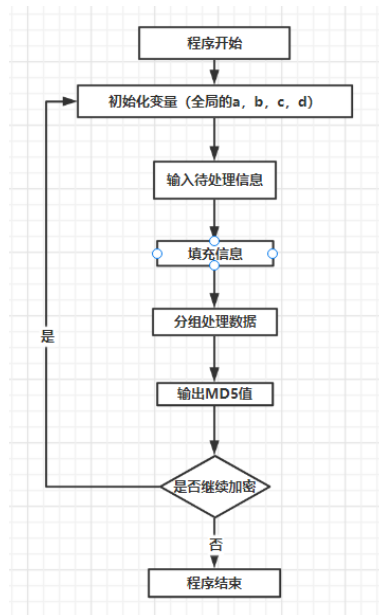 程序开始
初始化变量（全局的a，b，c，d）
输入待处理信息
填充信息
分组处理数据
是
输出MD5值
是否继续加密
否
程序结束